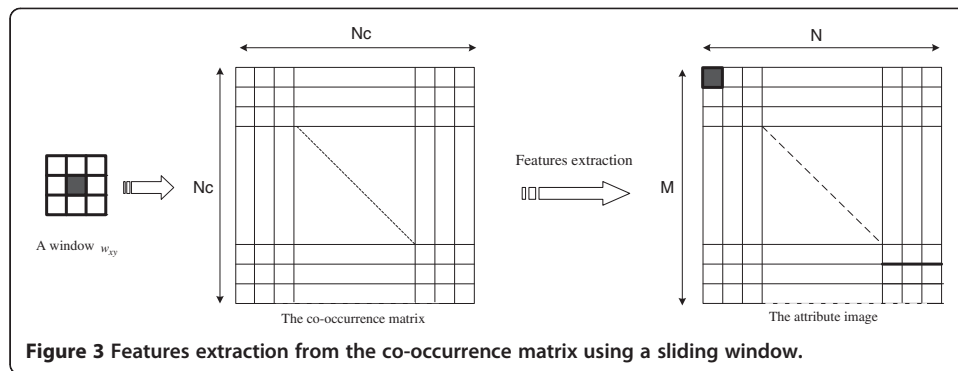 Nc
N
Nc
Features extraction
M
A window w_xy
The co-occurrence matrix
The attribute image
Figure 3 Features extraction from the co-occurrence matrix using a sliding window.